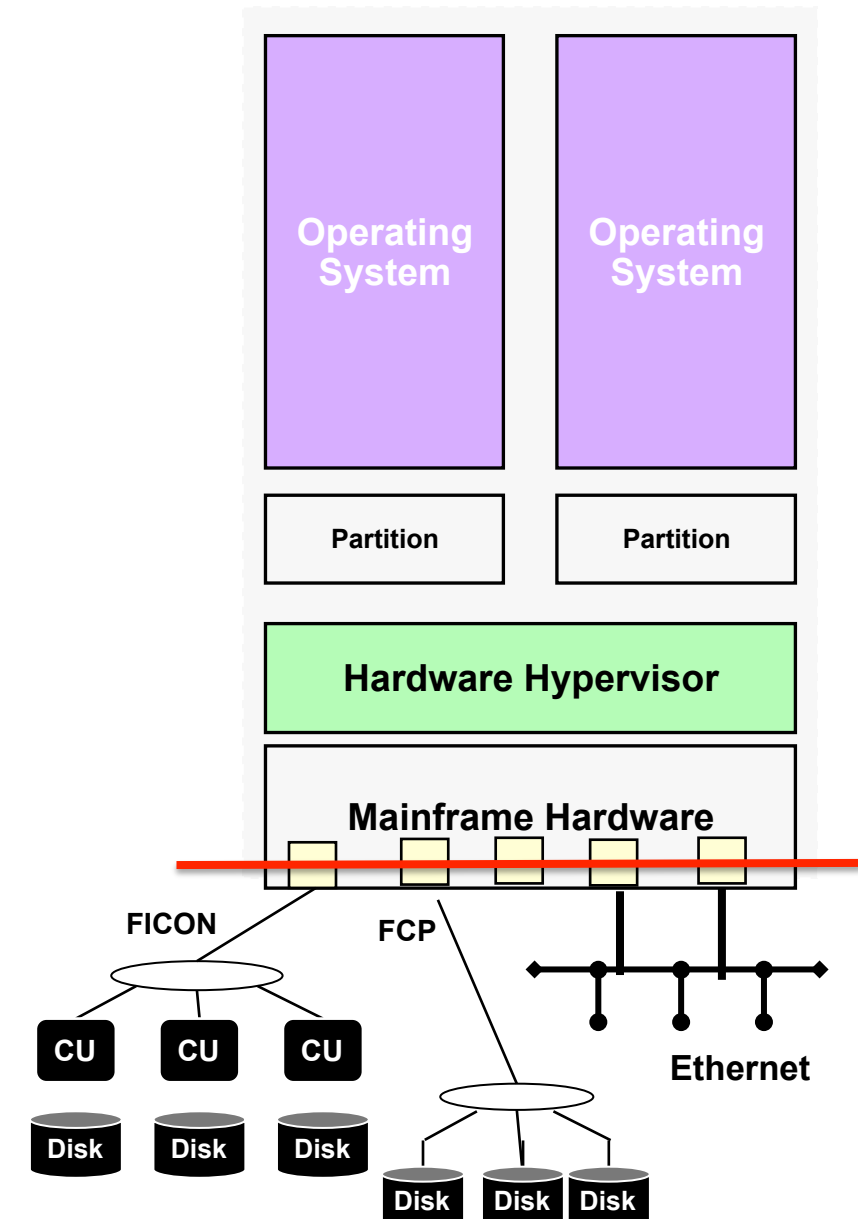 Operating
System
Operating
System
Partition
Partition
Hardware Hypervisor
Mainframe Hardware
FICON
FCP
CU
CU
CU
Ethernet
Disk
Disk
Disk
Disk
Disk
Disk